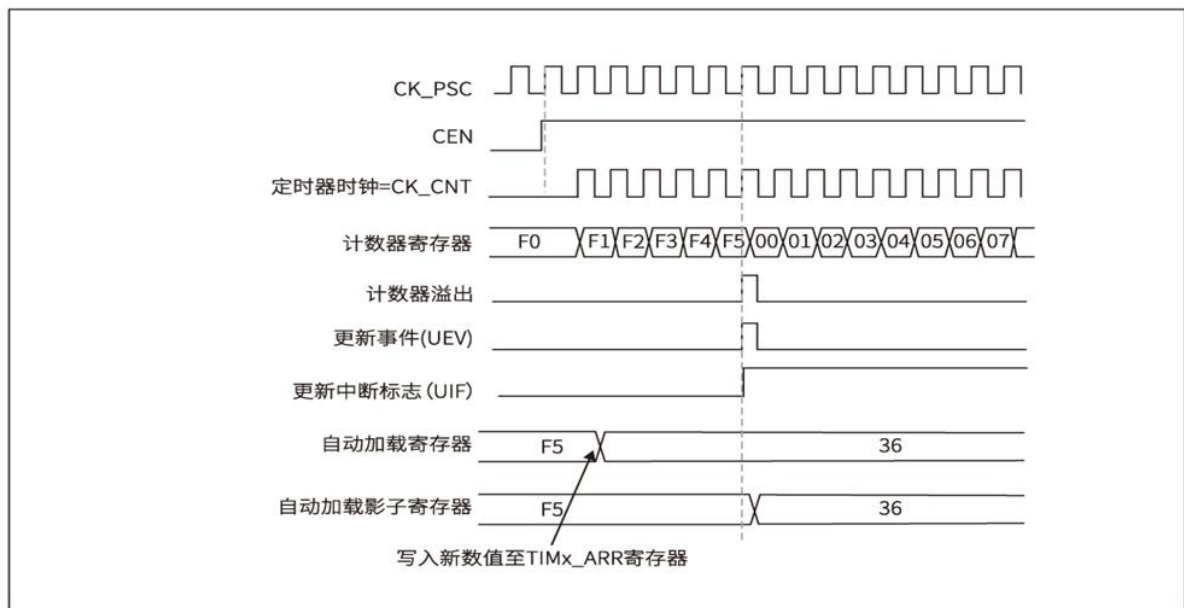 CK_PSC
CEN
定时器时钟=CK_CNT
计数器寄存器 F0 F1 F2 F3 F4 F5 00 01 02 03 04 05 06 07
计数器溢出
更新事件(UEV)
更新中断标志(UIF)
自动加载寄存器 F5 36
自动加载影子寄存器 F5 36
写入新数值至TIMx_ARR寄存器